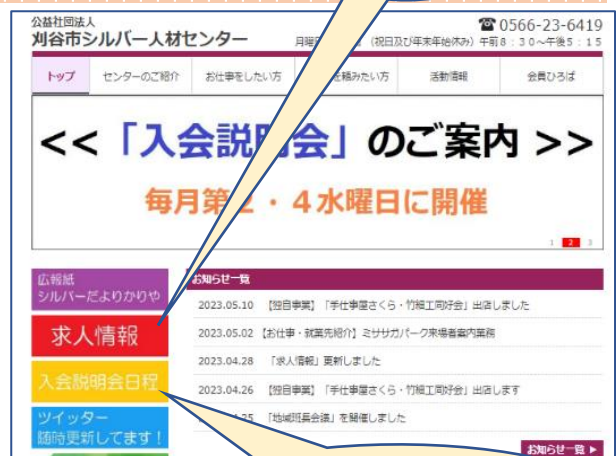 公益社団法人
刈谷市シルバー人材センター
☎0566-23-6419
月曜日 (祝日及び年末年始休み) 午前8:30~午後5:15
トップ センターのご紹介 お仕事をしたい方 を頼みたい方 活動情報 会員ひろば
<<「入会説明会」のご案内 >>
毎月第2・4水曜日に開催
1 2 3
広報紙
シルバーだよりかりや
求人情報
入会説明会日程
ツイッター
随時更新してます!
お知らせ一覧
2023.05.10 【独自事業】「手仕事屋さくら・竹細工同好会」出店しました
2023.05.02 【お仕事・就業先紹介】ミササガパーク来場者案内業務
2023.04.28 「求人情報」更新しました
2023.04.26 【独自事業】「手仕事屋さくら・竹細工同好会」出店します
.25 「地域班長会議」を開催しました
お知らせ一覧 ▶